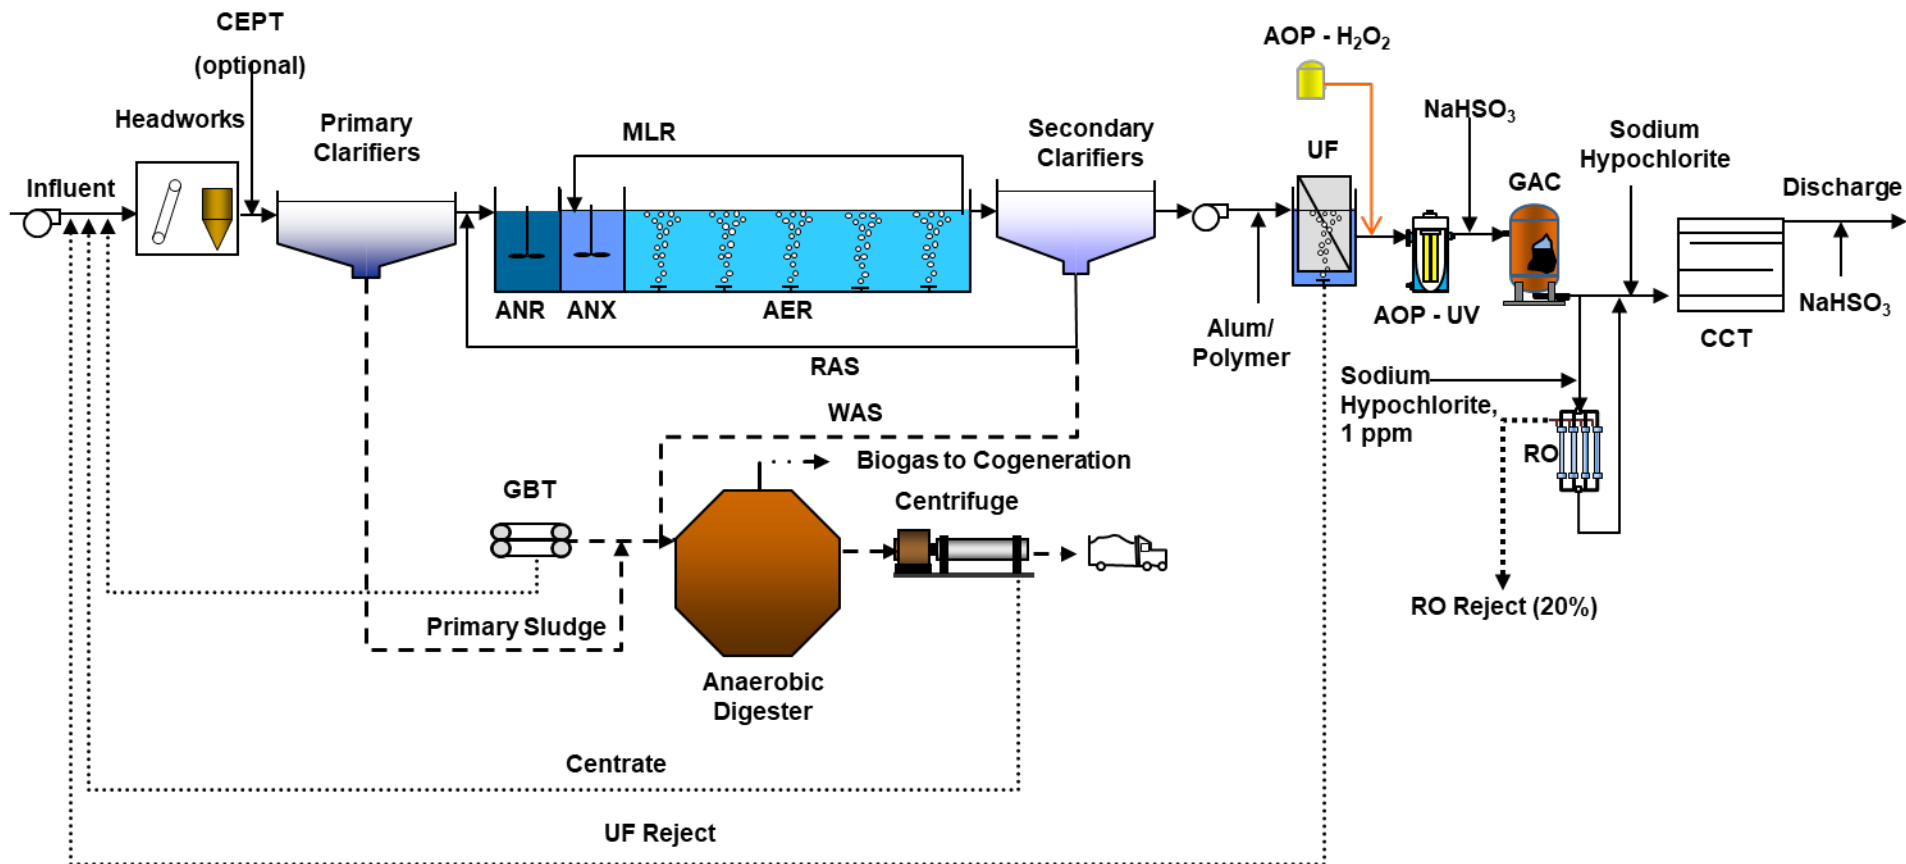 CEPT
(optional)
Headworks
Primary
Clarifiers
Influent
MLR
Secondary
Clarifiers
AOP - H₂O₂
UF
NaHSO₃
Sodium
Hypochlorite
GAC
Discharge
ANR
ANX
AER
RAS
WAS
Alum/
Polymer
AOP - UV
CCT
NaHSO₃
Sodium
Hypochlorite,
1 ppm
RO
RO Reject (20%)
GBT
Biogas to Cogeneration
Centrifuge
Primary Sludge
Anaerobic
Digester
Centrate
UF Reject